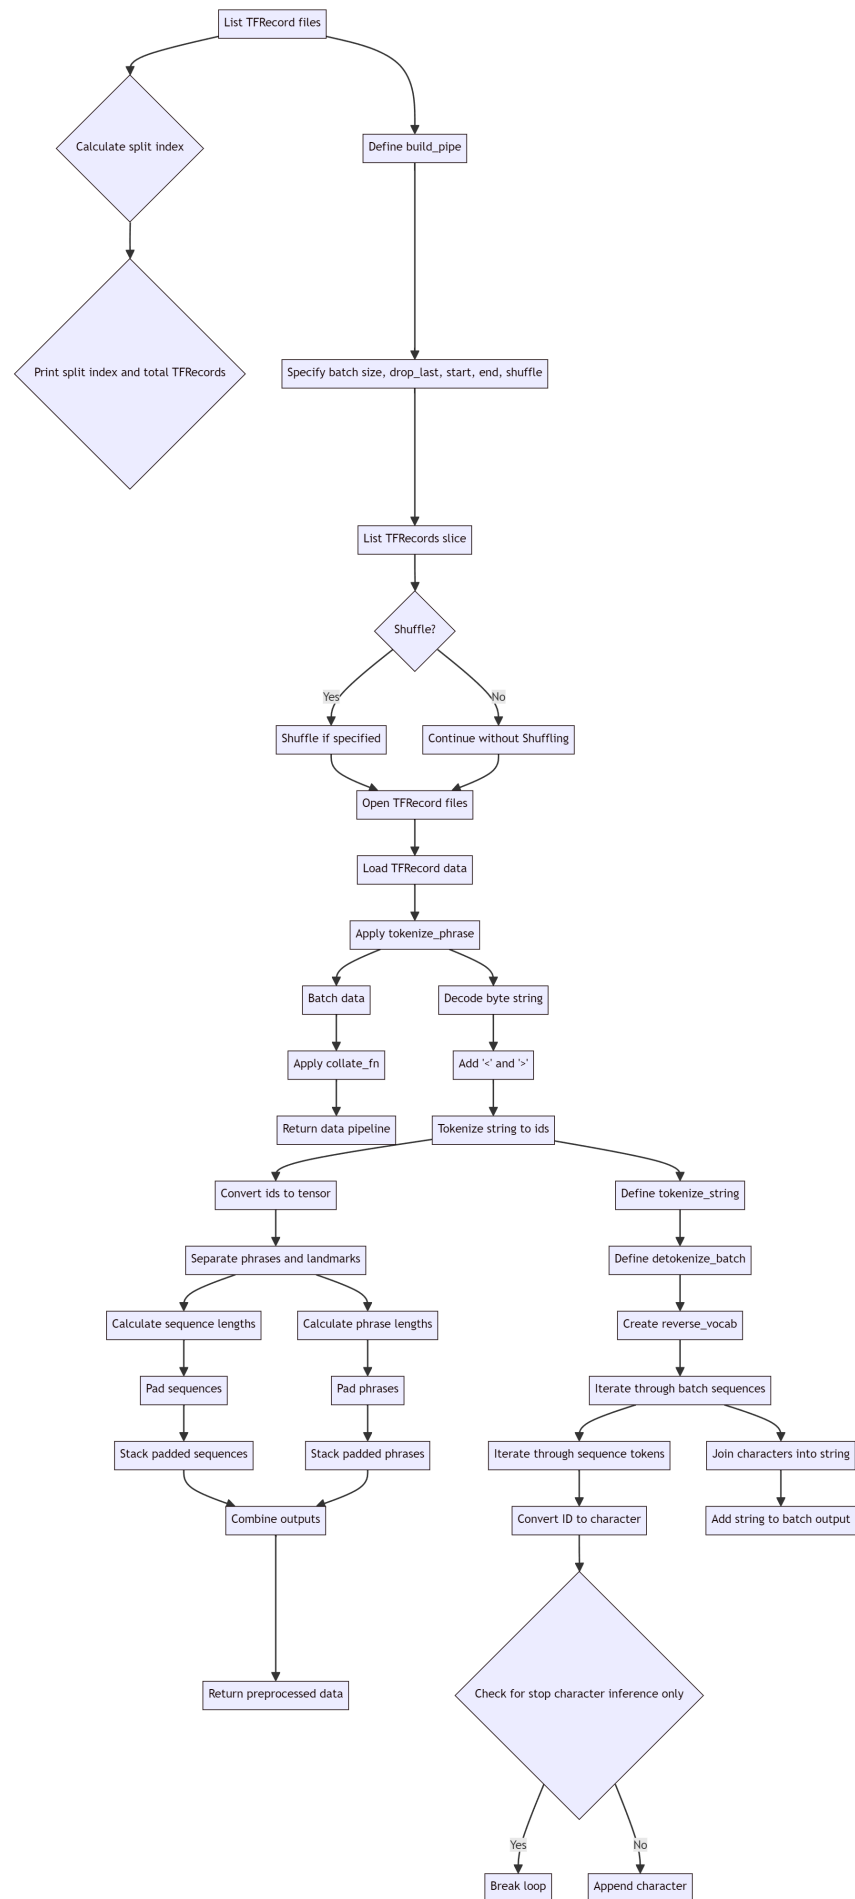 List TFRecord files
Calculate split index
Define build_pipe
Print split index and total TFRecords
Specify batch size, drop_last, start, end, shuffle
List TFRecords slice
Shuffle?
Yes
No
Shuffle if specified
Continue without Shuffling
Open TFRecord files
Load TFRecord data
Apply tokenize_phrase
Batch data
Decode byte string
Apply collate_fn
Add '<' and '>'
Return data pipeline
Tokenize string to ids
Convert ids to tensor
Define tokenize_string
Separate phrases and landmarks
Define detokenize_batch
Calculate sequence lengths
Calculate phrase lengths
Create reverse_vocab
Pad sequences
Pad phrases
Iterate through batch sequences
Stack padded sequences
Stack padded phrases
Iterate through sequence tokens
Join characters into string
Combine outputs
Convert ID to character
Add string to batch output
Return preprocessed data
Check for stop character inference only
Yes
No
Break loop
Append character